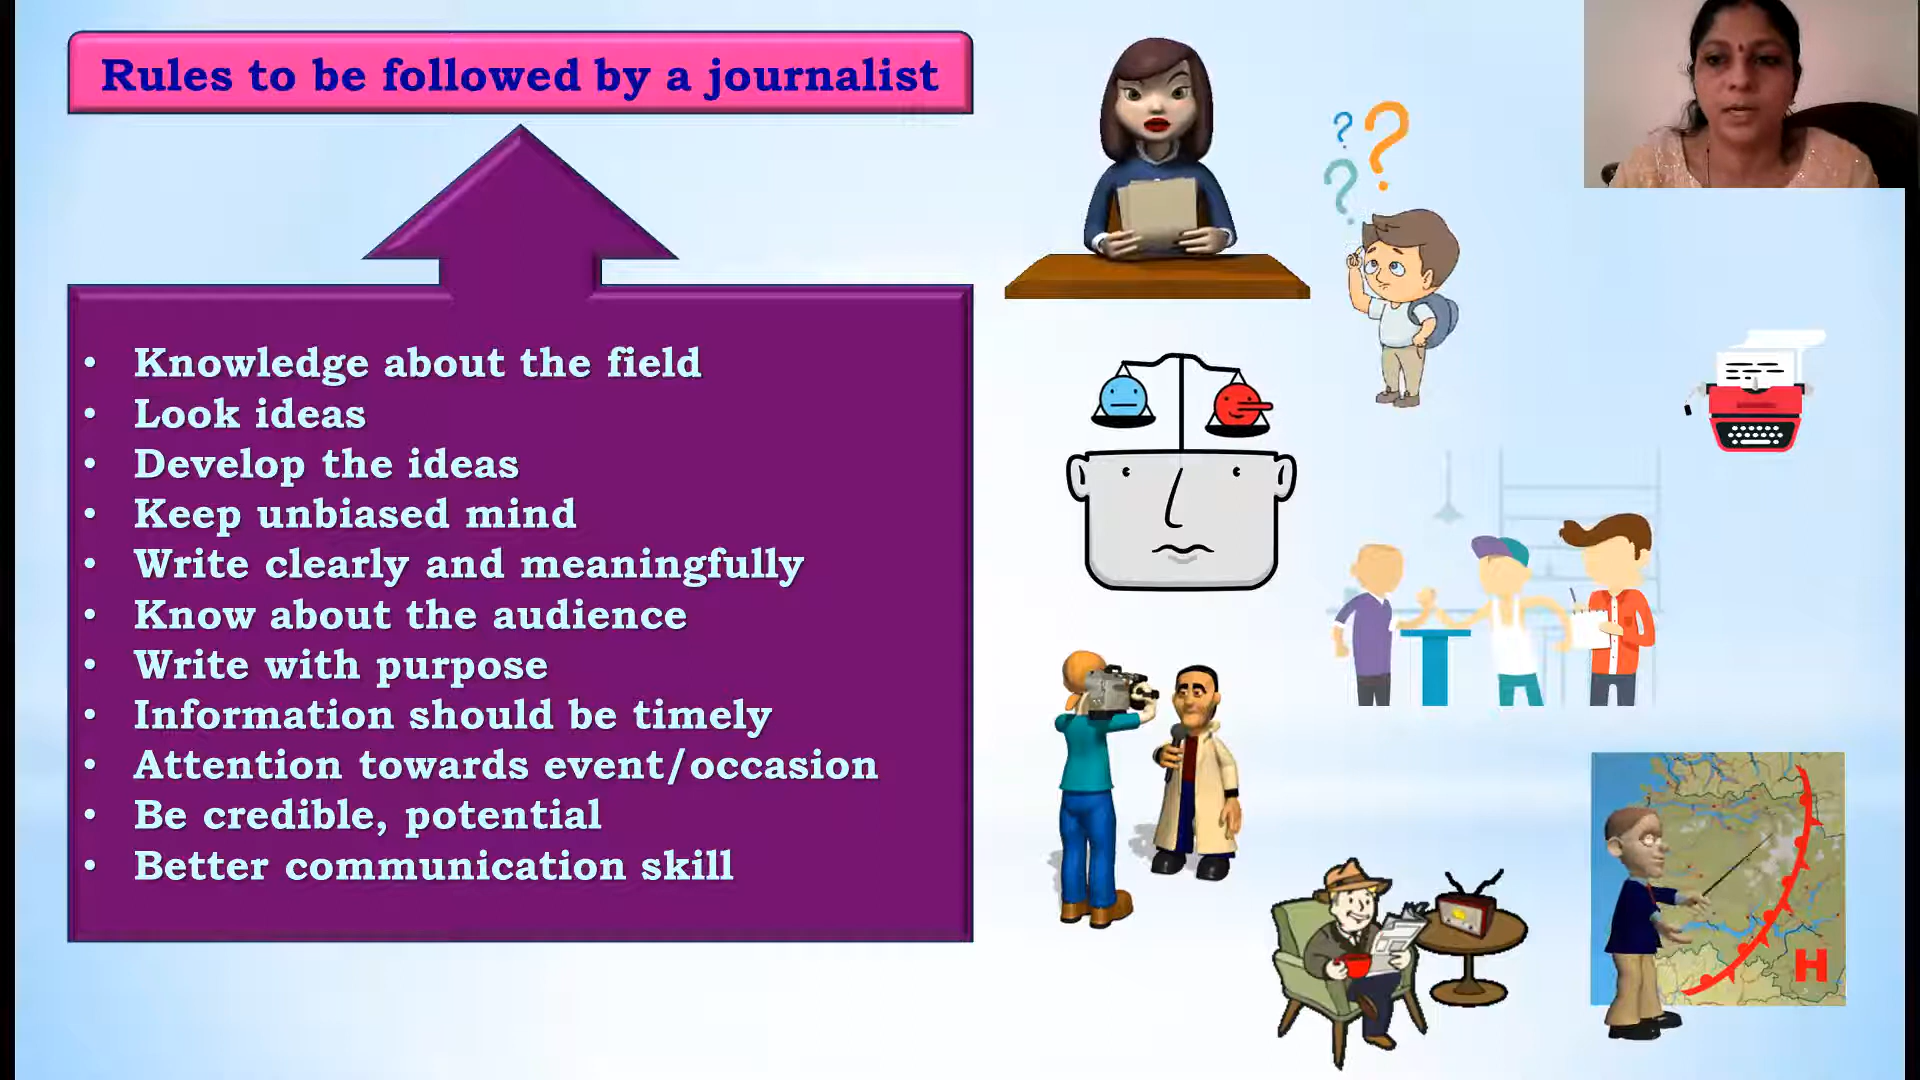 Rules to be followed by a journalist
• Knowledge about the field
• Look ideas
• Develop the ideas
• Keep unbiased mind
• Write clearly and meaningfully
• Know about the audience
• Write with purpose
• Information should be timely
• Attention towards event/occasion
• Be credible, potential
• Better communication skill
? ? ?
H